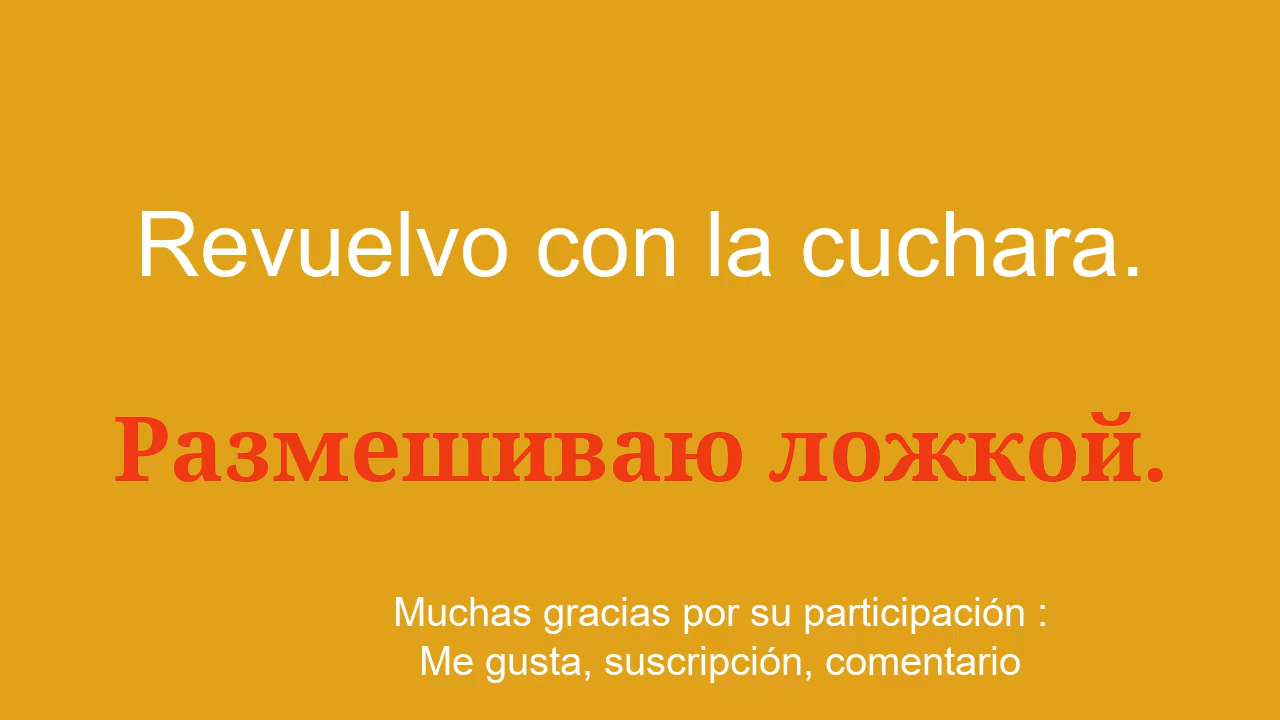 Revuelvo con la cuchara.
Размешиваю ложкой.
Muchas gracias por su participación :
Me gusta, suscripción, comentario